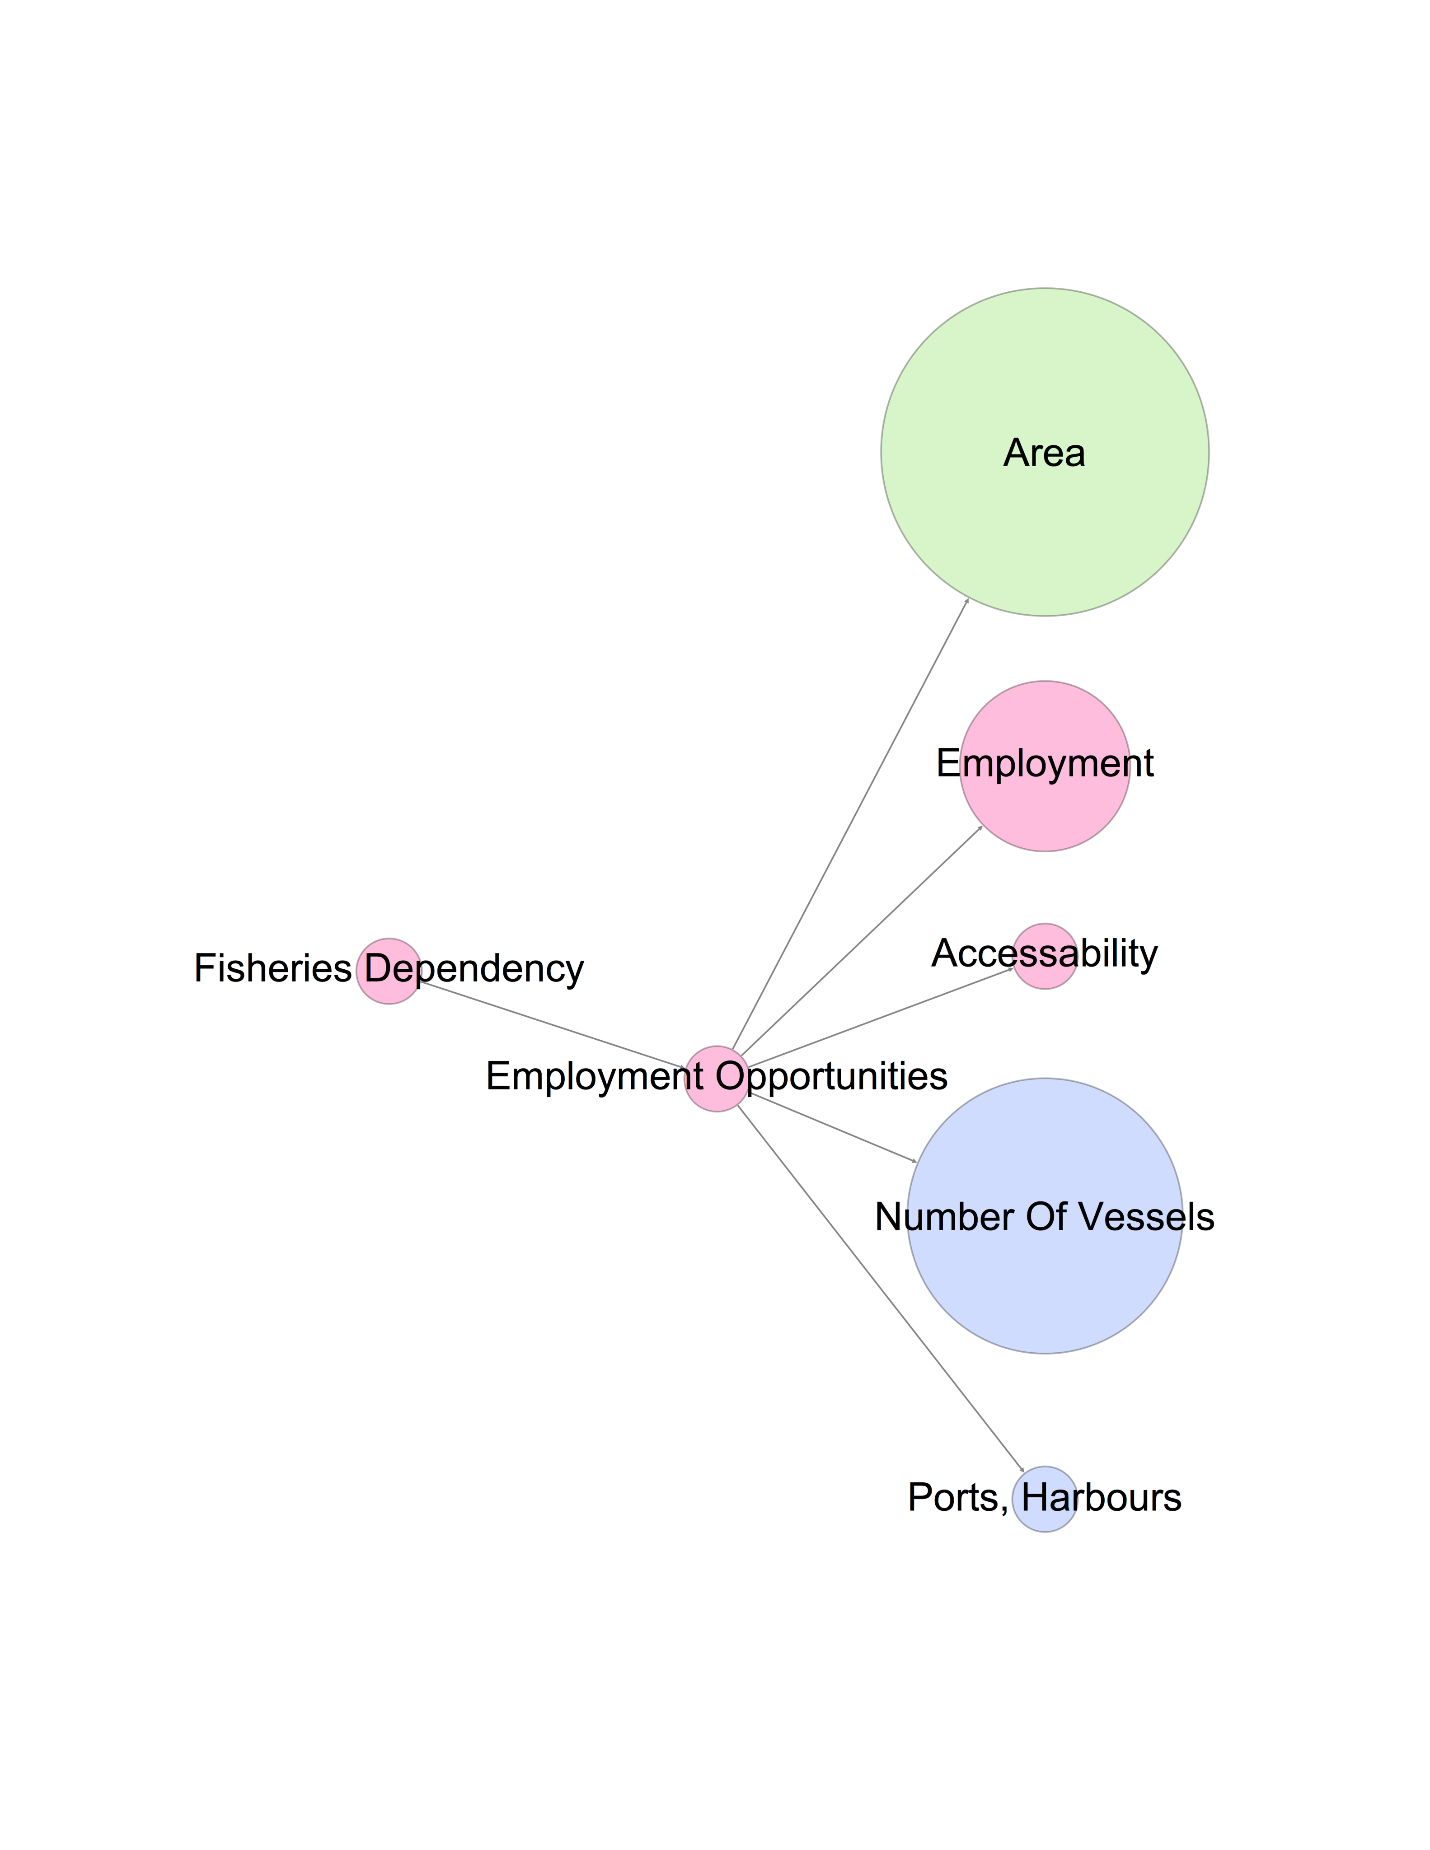 Area
Employment
Accessability
Fisheries Dependency
Employment Opportunities
Number Of Vessels
Ports, Harbours